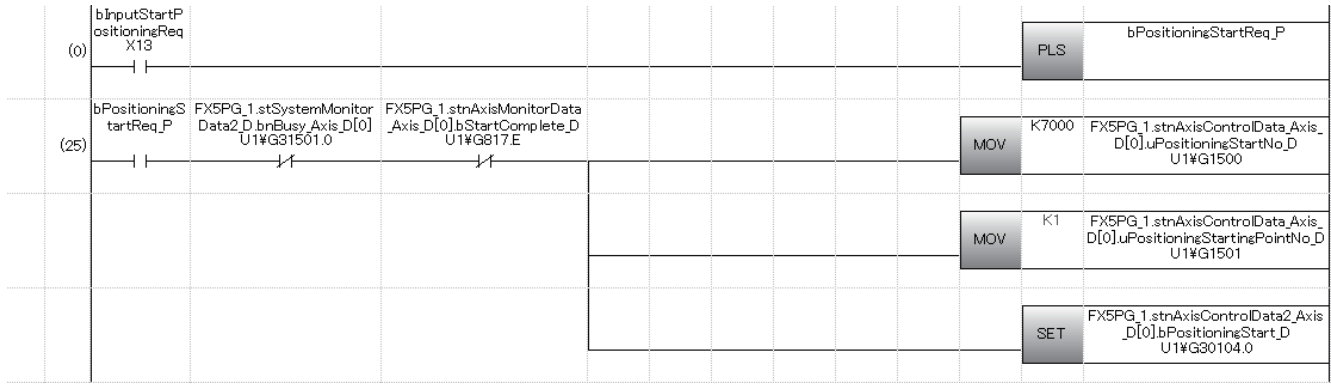 bInputStartP
ositioningReq
X13
(0)
PLS
bPositioningStartReq_P
bPositioningS
tartReq_P
FX5PG_1.stSystemMonitor
Data2_D.bnBusy_Axis_D[0]
U1¥G31501.0
FX5PG_1.stnAxisMonitorData
_Axis_D[0].bStartComplete_D
U1¥G817.E
(25)
MOV
K7000
FX5PG_1.stnAxisControlData_Axis_
D[0].uPositioningStartNo_D
U1¥G1500
MOV
K1
FX5PG_1.stnAxisControlData_Axis_
D[0].uPositioningStartingPointNo_D
U1¥G1501
SET
FX5PG_1.stnAxisControlData2_Axis
_D[0].bPositioningStart_D
U1¥G30104.0